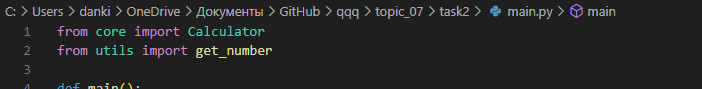 C: > Users > danki > OneDrive > Документы > GitHub > qqq > topic_07 > task2 > main.py > main
1 from core import Calculator
2 from utils import get_number
3
4 def main():